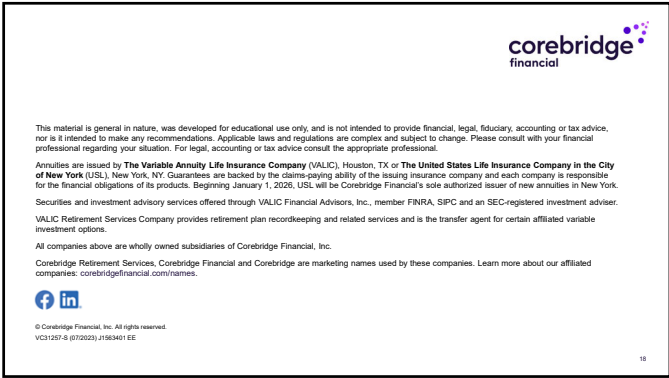 corebridge
financial
This material is general in nature, was developed for educational use only, and is not intended to provide financial, legal, fiduciary, accounting or tax advice,
nor is it intended to make any recommendations. Applicable laws and regulations are complex and subject to change. Please consult with your financial
professional regarding your situation. For legal, accounting or tax advice consult the appropriate professional.
Annuities are issued by The Variable Annuity Life Insurance Company (VALIC), Houston, TX or The United States Life Insurance Company in the City
of New York (USL), New York, NY. Guarantees are backed by the claims-paying ability of the issuing insurance company and each company is responsible
for the financial obligations of its products. Beginning January 1, 2026, USL will be Corebridge Financial's sole authorized issuer of new annuities in New York.
Securities and investment advisory services offered through VALIC Financial Advisors, Inc., member FINRA, SIPC and an SEC-registered investment adviser.
VALIC Retirement Services Company provides retirement plan recordkeeping and related services and is the transfer agent for certain affiliated variable
investment options.
All companies above are wholly owned subsidiaries of Corebridge Financial, Inc.
Corebridge Retirement Services, Corebridge Financial and Corebridge are marketing names used by these companies. Learn more about our affiliated
companies: corebridgefinancial.com/names.
f in
© Corebridge Financial, Inc. All rights reserved.
VC31257-S (07/2023) J1563401 EE
18